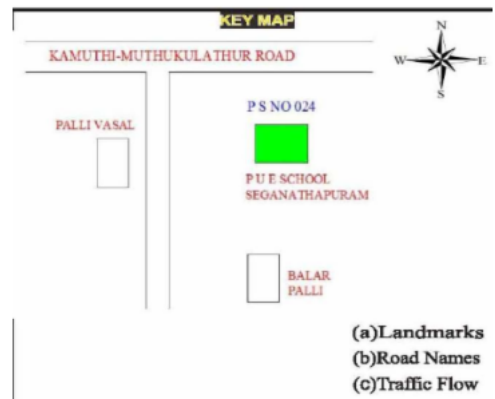 KEY MAP
N
KAMUTHI-MUTHUKULATHUR ROAD
W
E
S
P S NO 024
PALLI VASAL
P U E SCHOOL
SEGANATHAPURAM
BALAR
PALLI
(a)Landmarks
(b)Road Names
(c)Traffic Flow